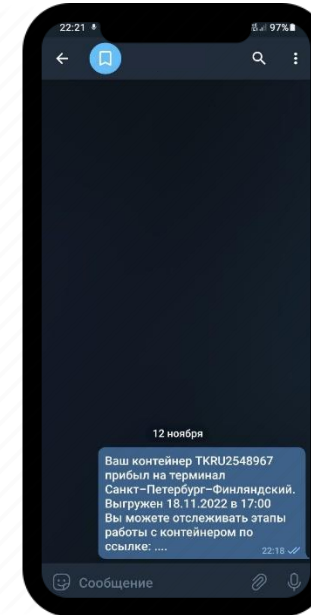 22:21 97%
12 ноября
Ваш контейнер TKRU2548967
прибыл на терминал
Санкт-Петербург-Финляндский.
Выгружен 18.11.2022 в 17:00
Вы можете отслеживать этапы
работы с контейнером по
ссылке: ....
22:18
Сообщение